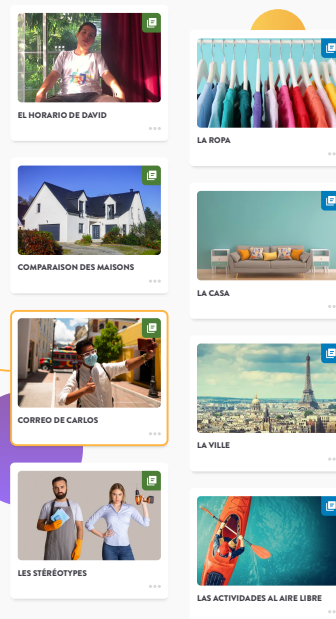 EL HORARIO DE DAVID
COMPARAISON DES MAISONS
CORREO DE CARLOS
LES STÉRÉOTYPES
LA ROPA
LA CASA
LA VILLE
LAS ACTIVIDADES AL AIRE LIBRE